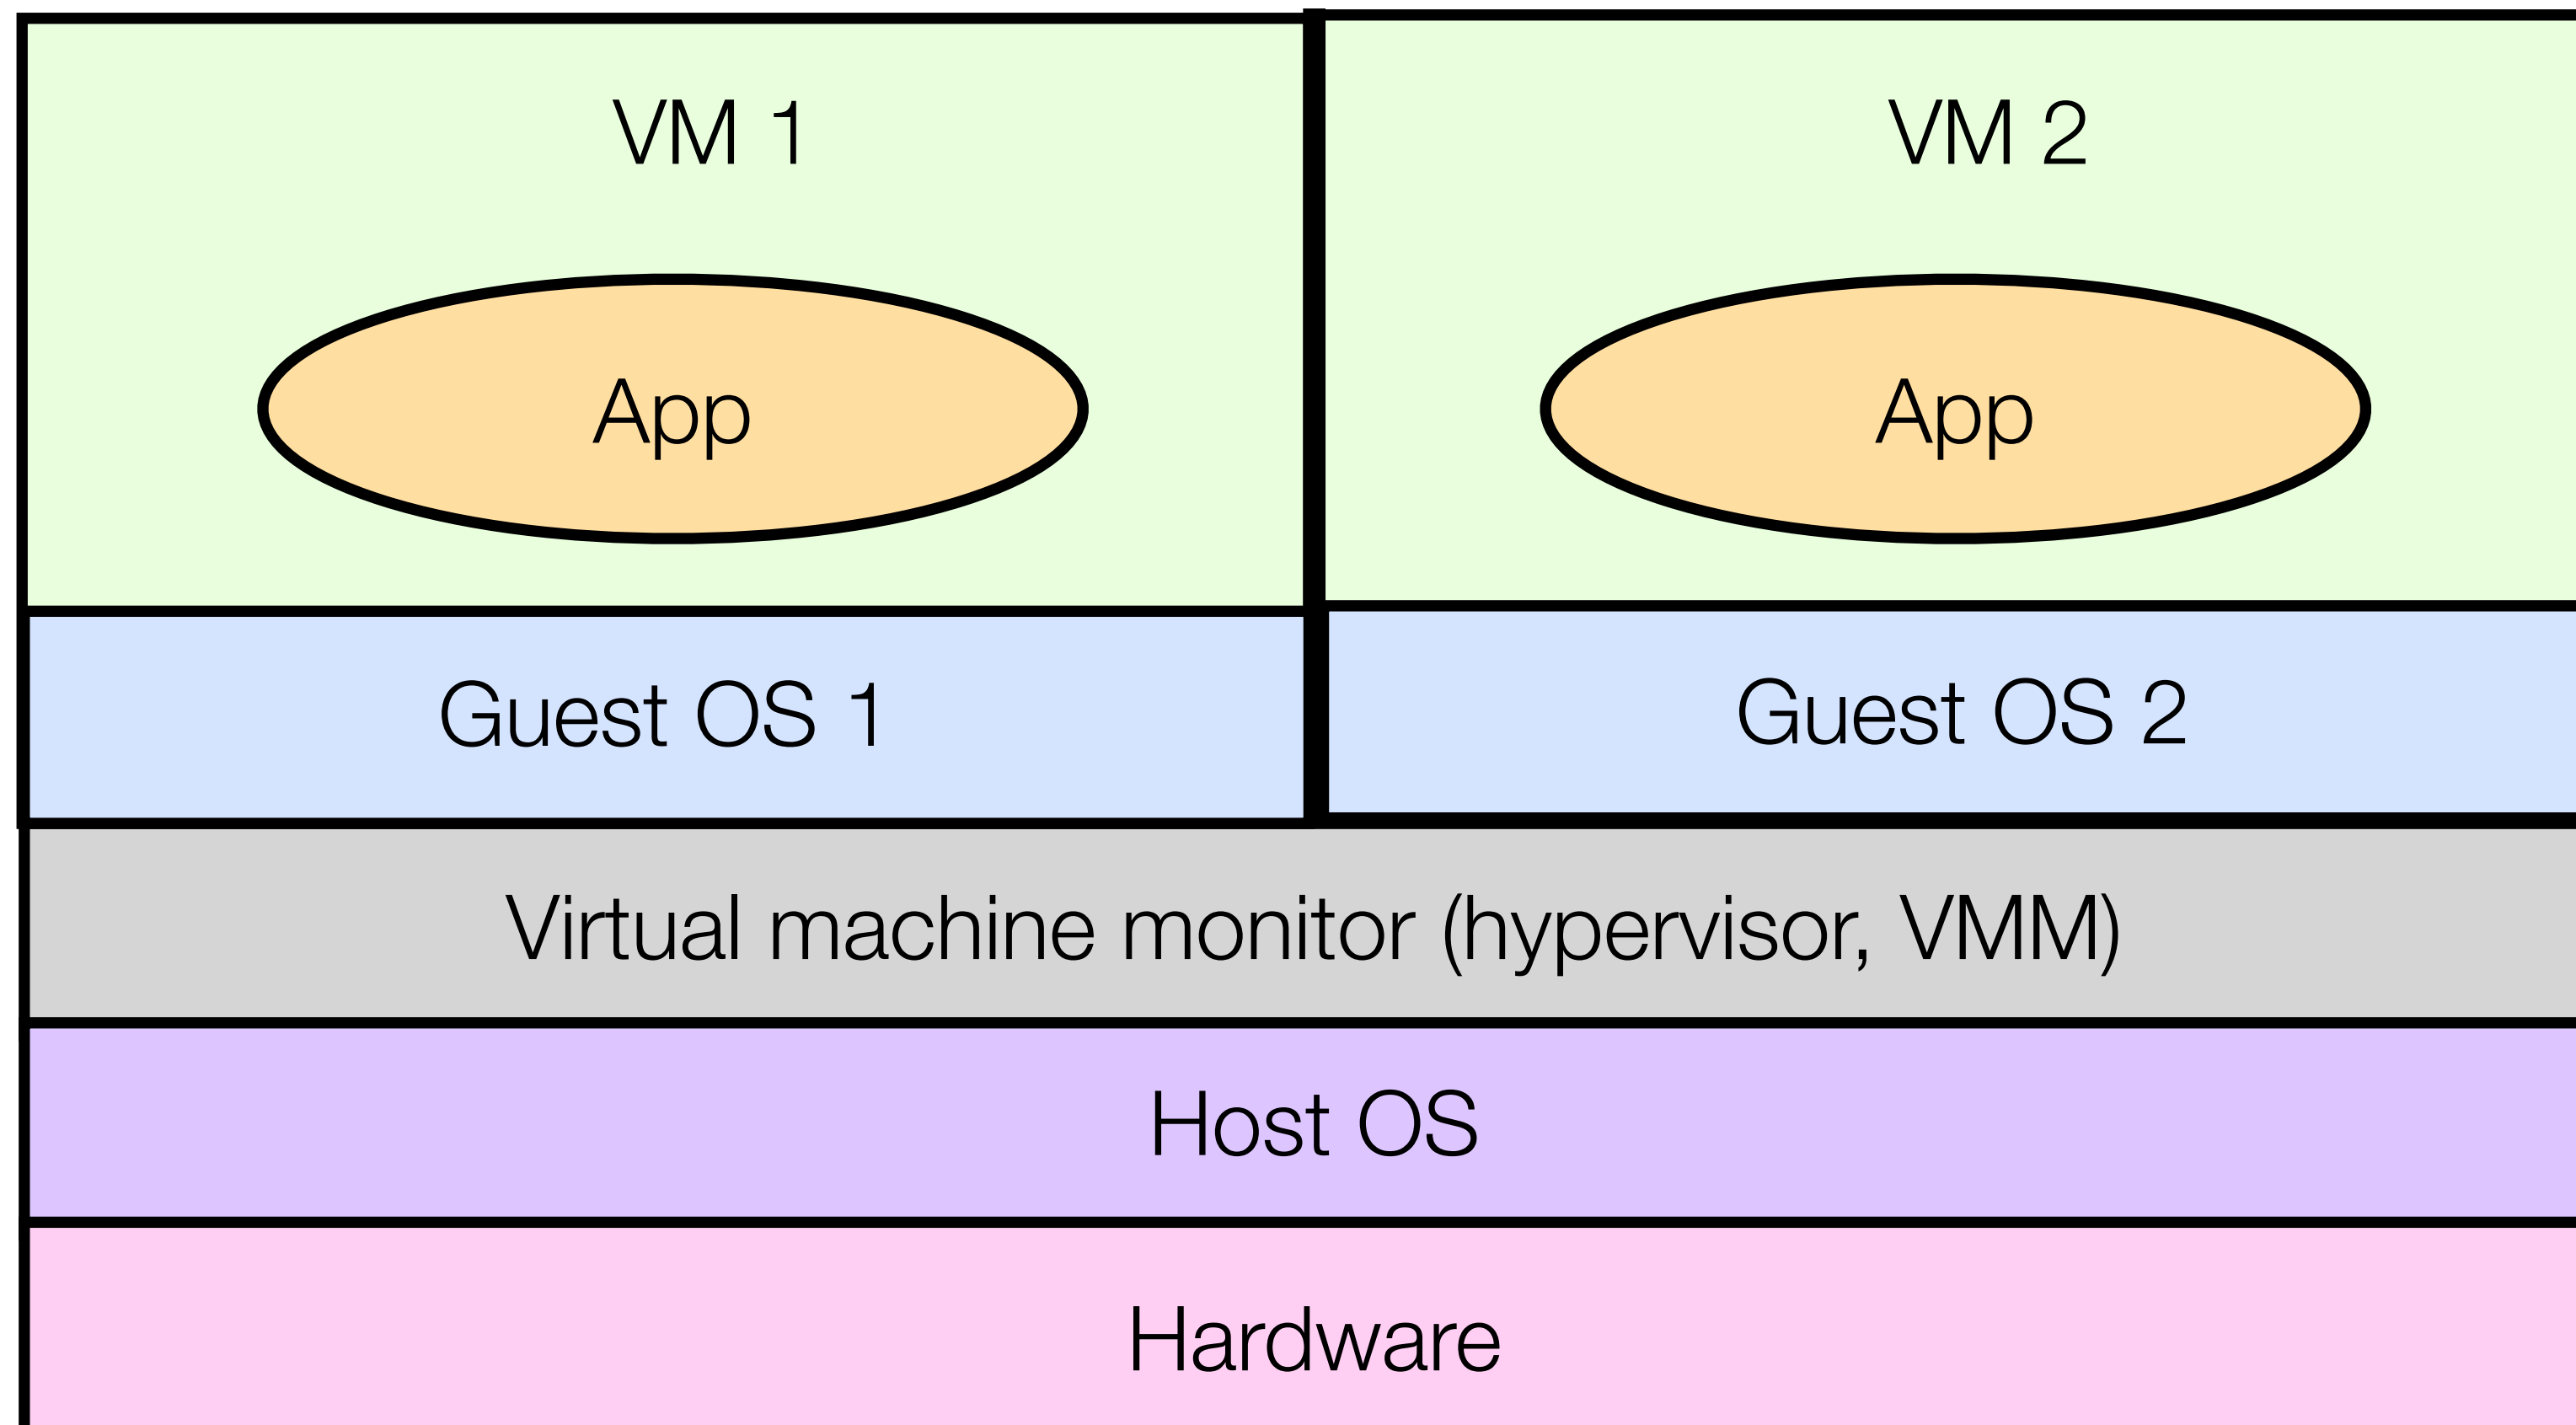 VM 1
VM 2
App
App
Guest OS 1
Guest OS 2
Virtual machine monitor (hypervisor, VMM)
Host OS
Hardware